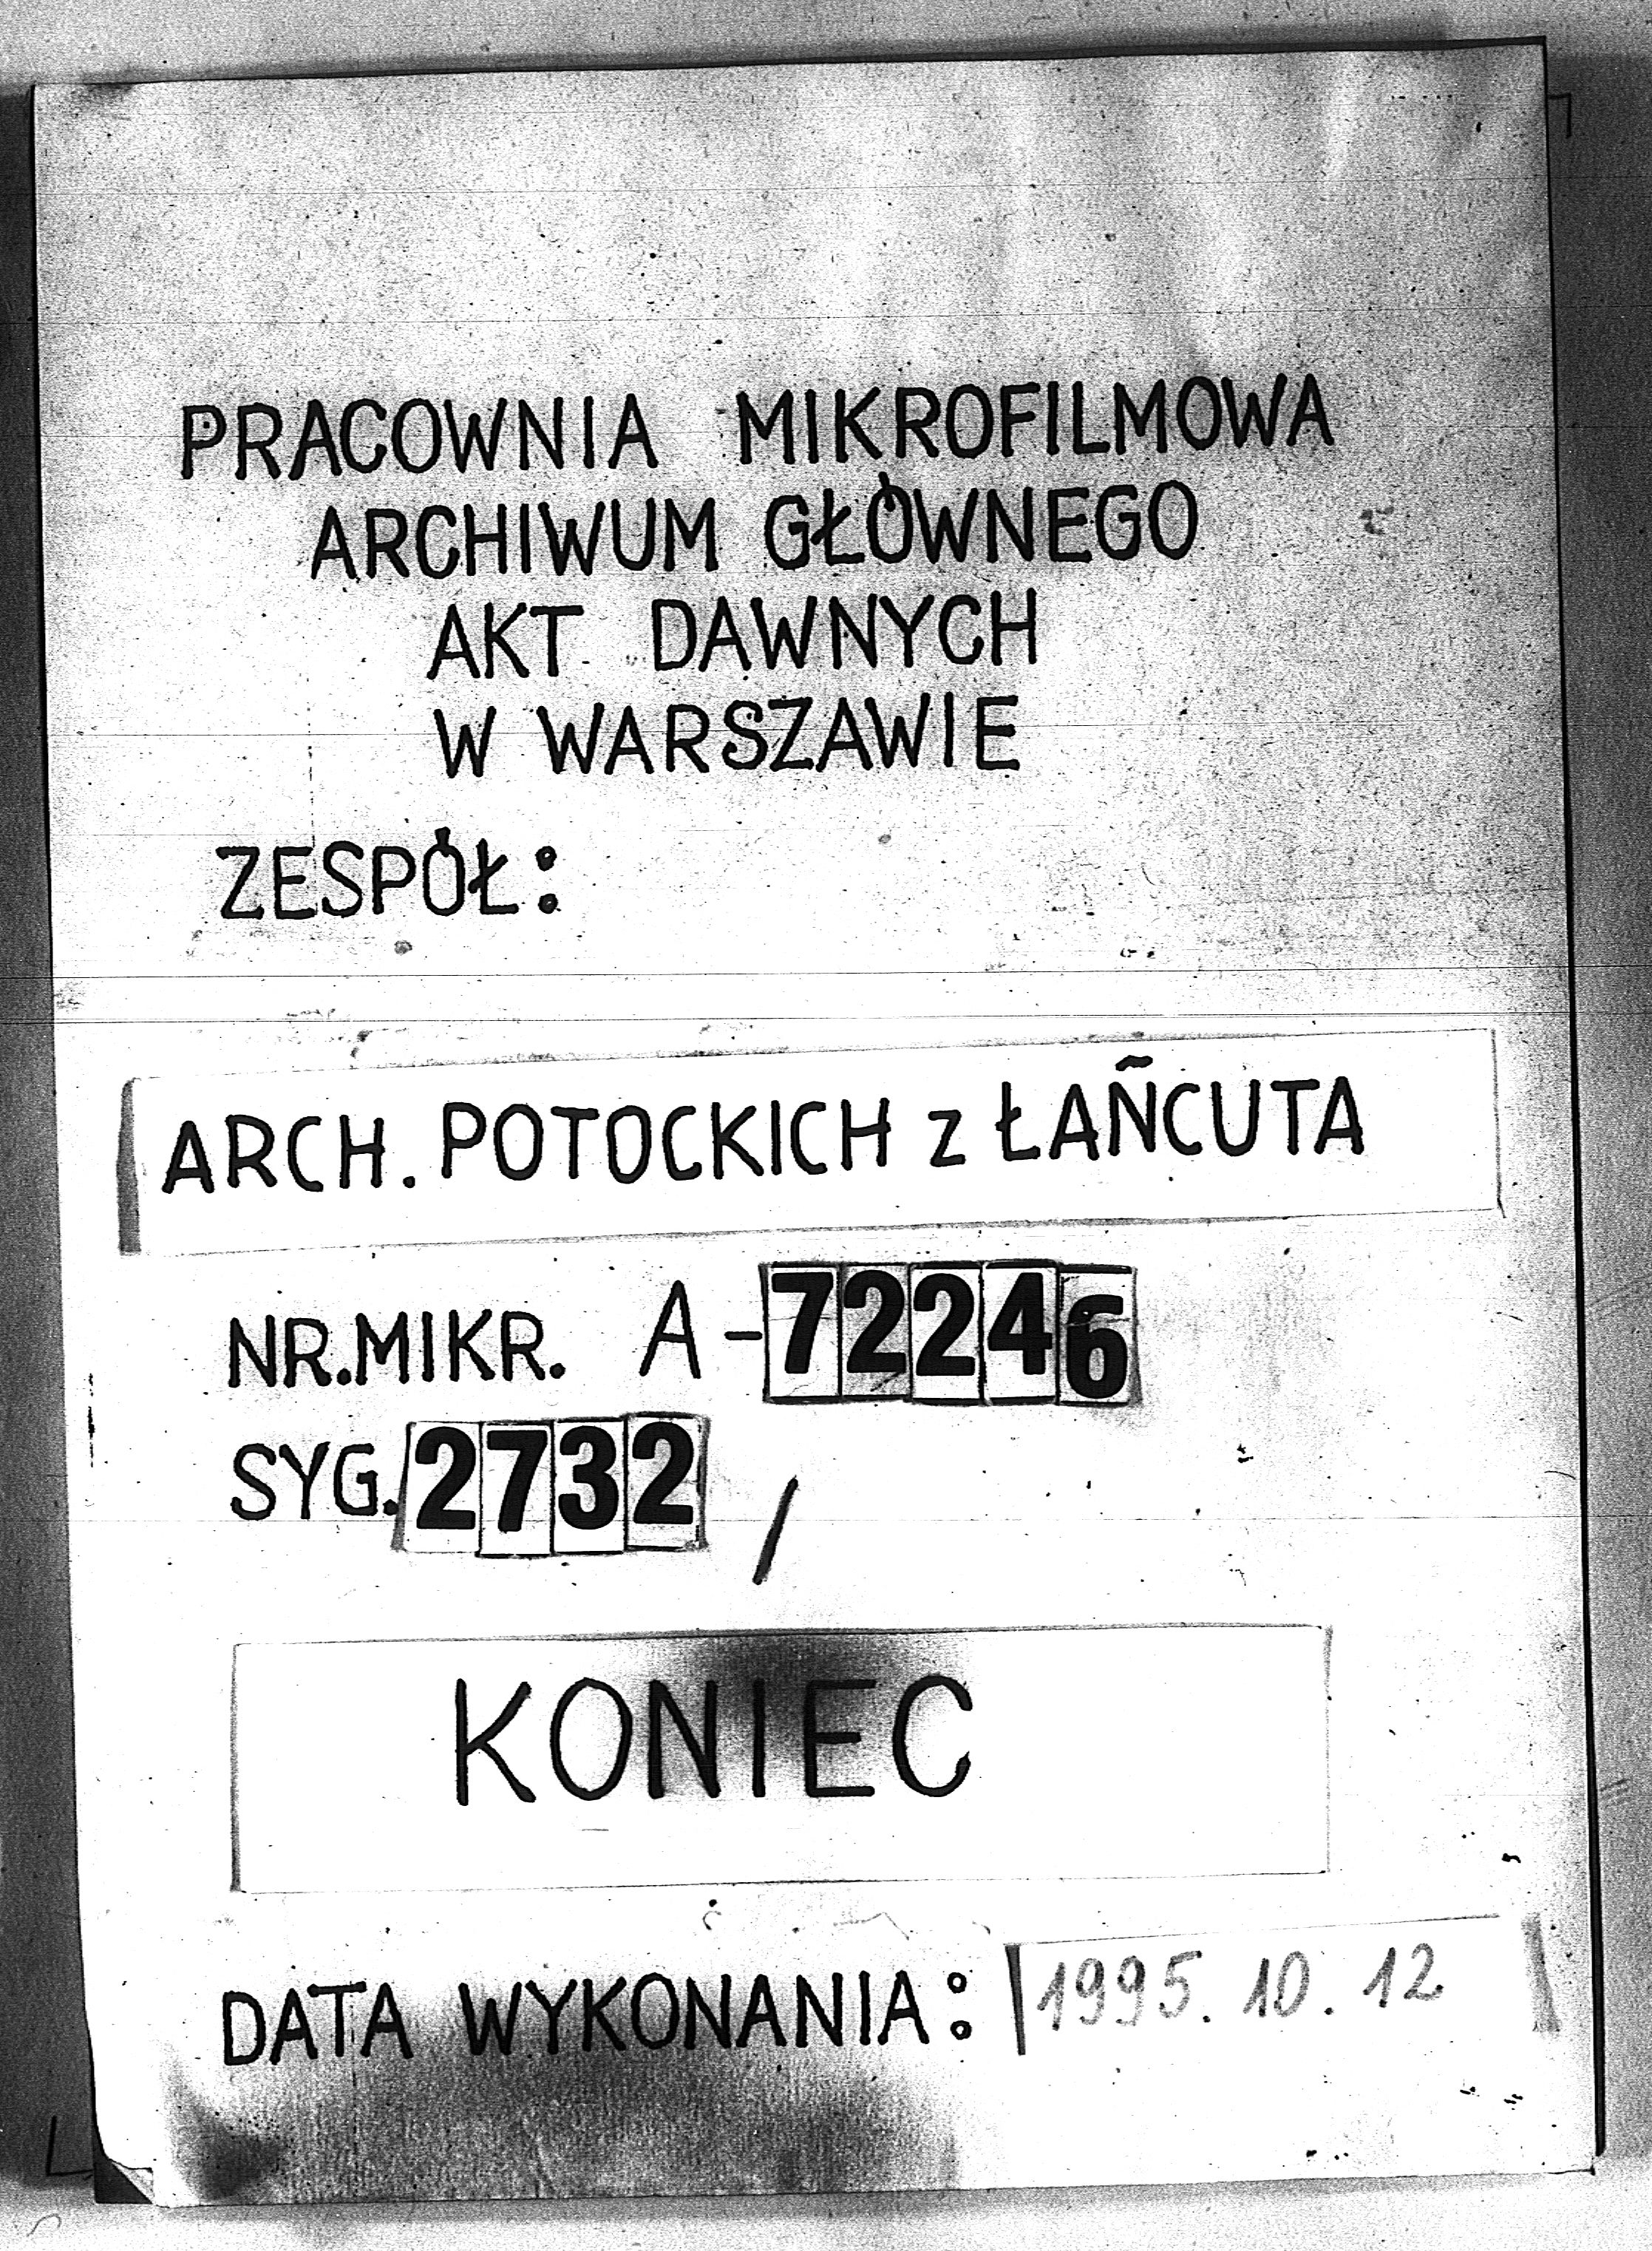 PRACOWNIA MIKROFILMOWA
ARCHIWUM GŁÓWNEGO
AKT DAWNYCH
W WARSZAWIE
ZESPÓŁ:
ARCH. POTOCKICH z ŁAŃCUTA
NR.MIKR. A-72246
SYG. 2732 /
KONIEC
DATA WYKONANIA: 1995.10.12